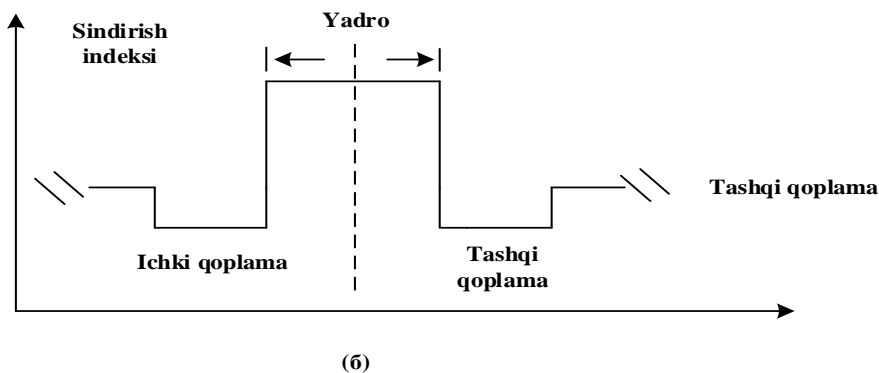 Yadro
Sindirish
indeksi
Tashqi qoplama
Ichki qoplama
Tashqi
qoplama
(б)